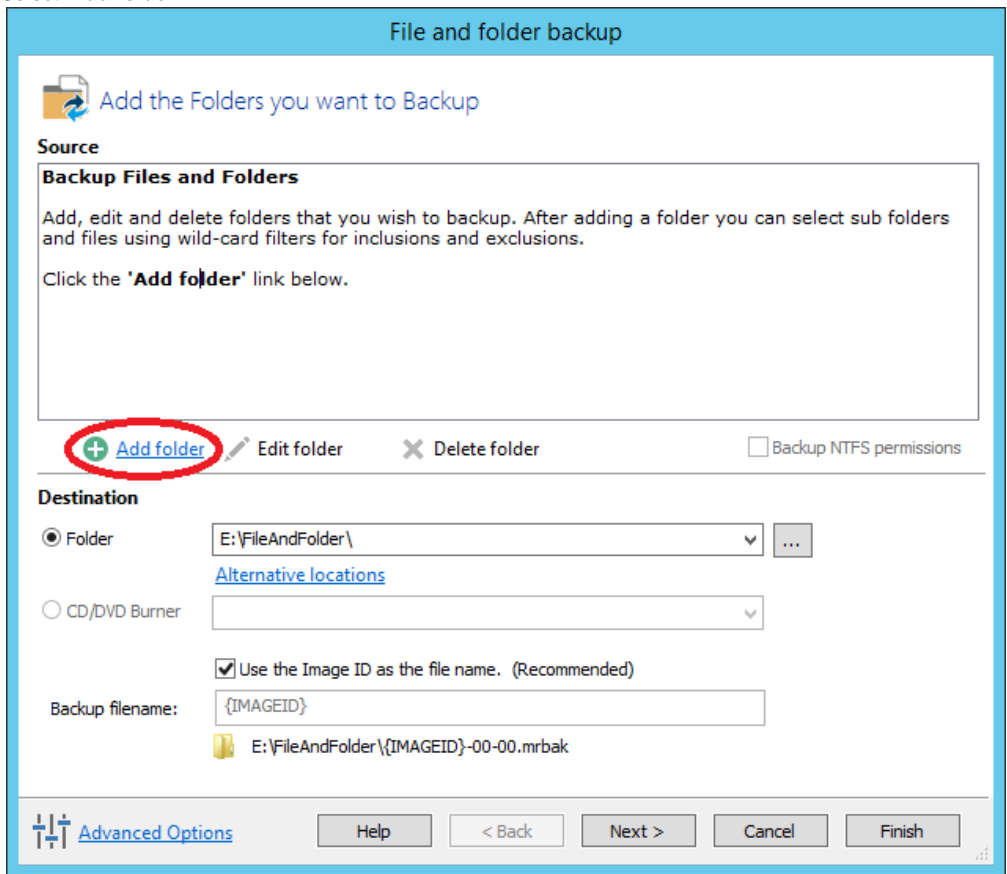 File and folder backup
Add the Folders you want to Backup
Source
Backup Files and Folders
Add, edit and delete folders that you wish to backup. After adding a folder you can select sub folders
and files using wild-card filters for inclusions and exclusions.
Click the 'Add folder' link below.
Add folder Edit folder Delete folder Backup NTFS permissions
Destination
Folder E:\FileAndFolder\ ...
Alternative locations
CD/DVD Burner
Use the Image ID as the file name. (Recommended)
Backup filename: {IMAGEID}
E:\FileAndFolder\{IMAGEID}-00-00.mrbak
Advanced Options Help < Back Next > Cancel Finish